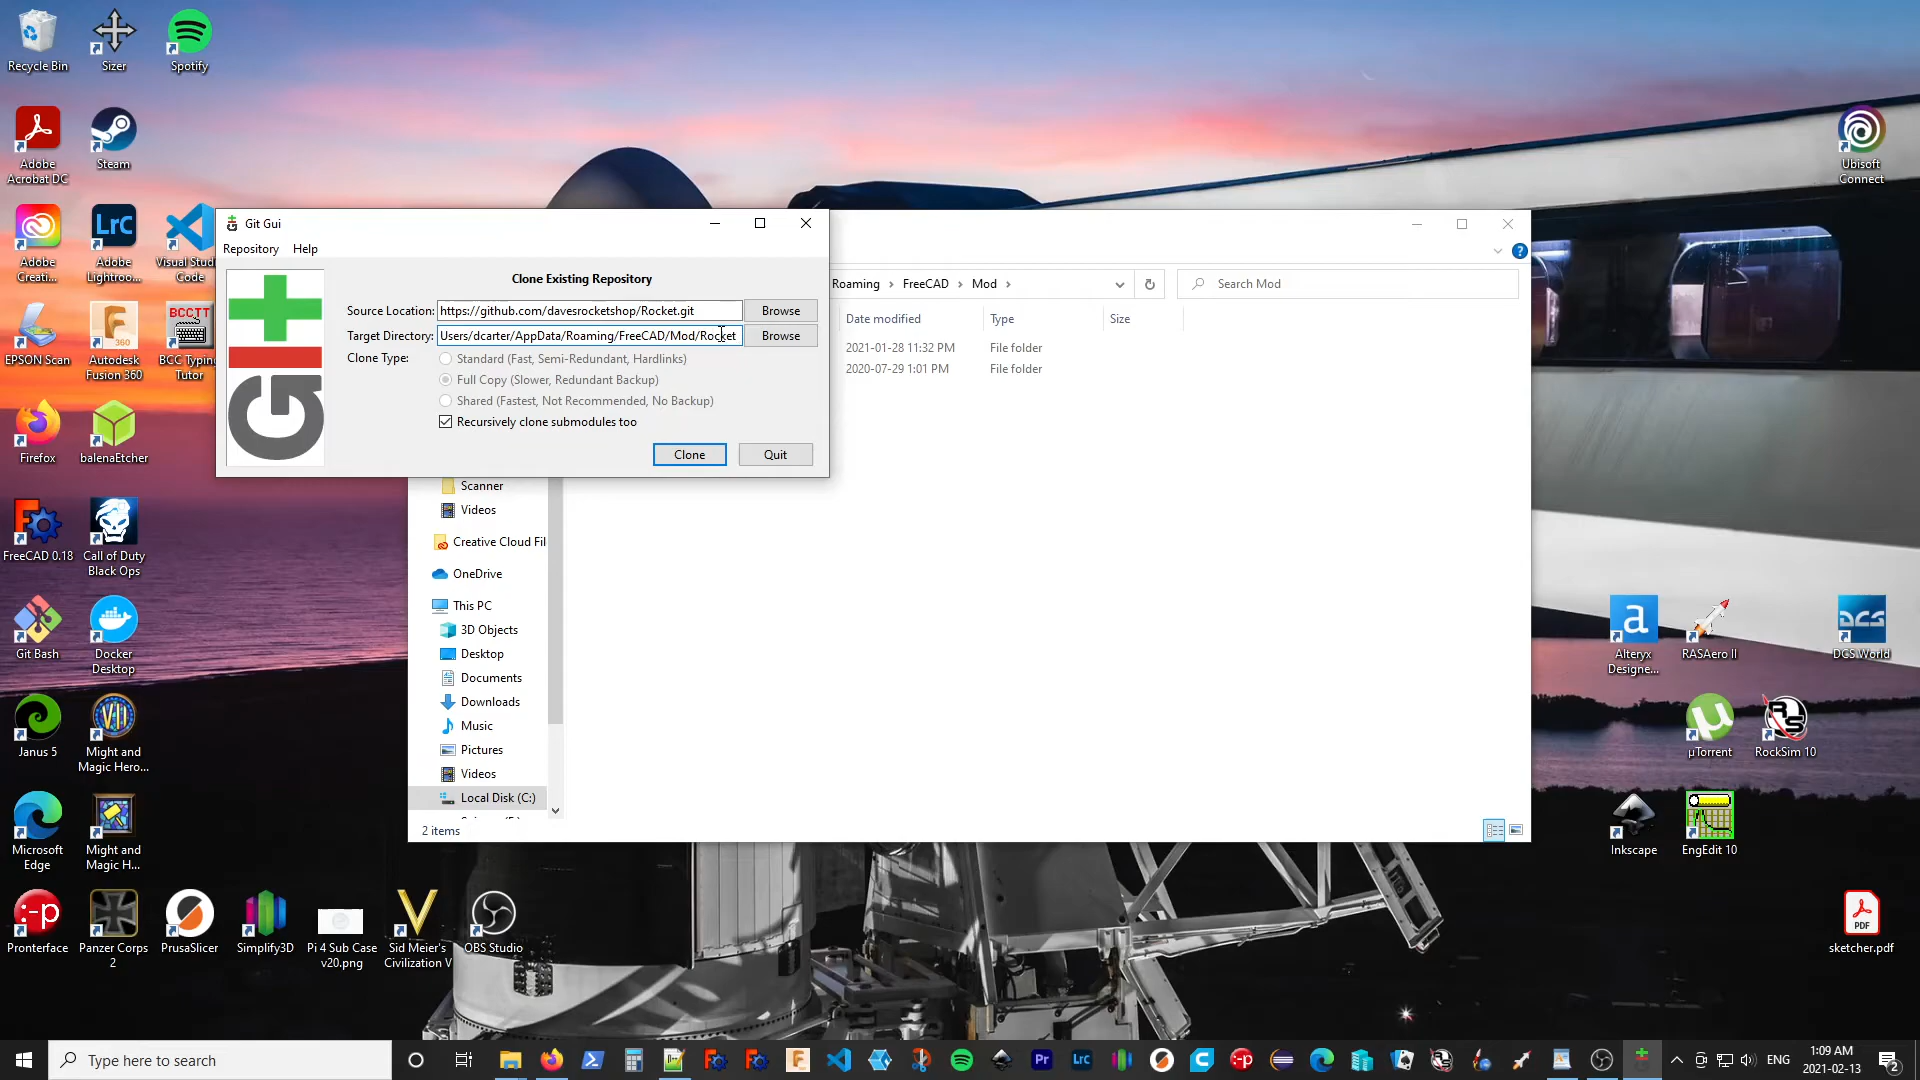 Recycle Bin
Sizer
Spotify
Adobe
Acrobat DC
Steam
Ubisoft
Connect
Adobe
Creati...
Lrc
Adobe
Lightroo...
Visual Studi
Code
EPSON Scan
Autodesk
Fusion 360
BCCTT
BCC Typing
Tutor
Firefox
balenaEtcher
FreeCAD 0.18
Call of Duty
Black Ops
Git Bash
Docker
Desktop
Janus 5
Might and
Magic Hero...
Microsoft
Edge
Might and
Magic H...
Pronterface
Panzer Corps
2
PrusaSlicer
Simplify3D
Pi 4 Sub Case
v20.png
Sid Meier's
Civilization V
OBS Studio
Git Gui
Repository Help
Clone Existing Repository
Source Location: https://github.com/davesrocketshop/Rocket.git Browse
Target Directory: Users/dcarter/AppData/Roaming/FreeCAD/Mod/Rocket Browse
Clone Type: Standard (Fast, Semi-Redundant, Hardlinks)
Full Copy (Slower, Redundant Backup)
Shared (Fastest, Not Recommended, No Backup)
Recursively clone submodules too
Clone Quit
GIT
Roaming > FreeCAD > Mod >
Search Mod
Date modified Type Size
2021-01-28 11:32 PM File folder
2020-07-29 1:01 PM File folder
Scanner
Videos
Creative Cloud Fil
OneDrive
This PC
3D Objects
Desktop
Documents
Downloads
Music
Pictures
Videos
Local Disk (C:)
2 items
Alteryx
Designe...
RASAero II
DCS World
µTorrent
RockSim 10
Inkscape
EngEdit 10
PDF
sketcher.pdf
Type here to search
Pr
Lrc
ENG
1:09 AM
2021-02-13
2